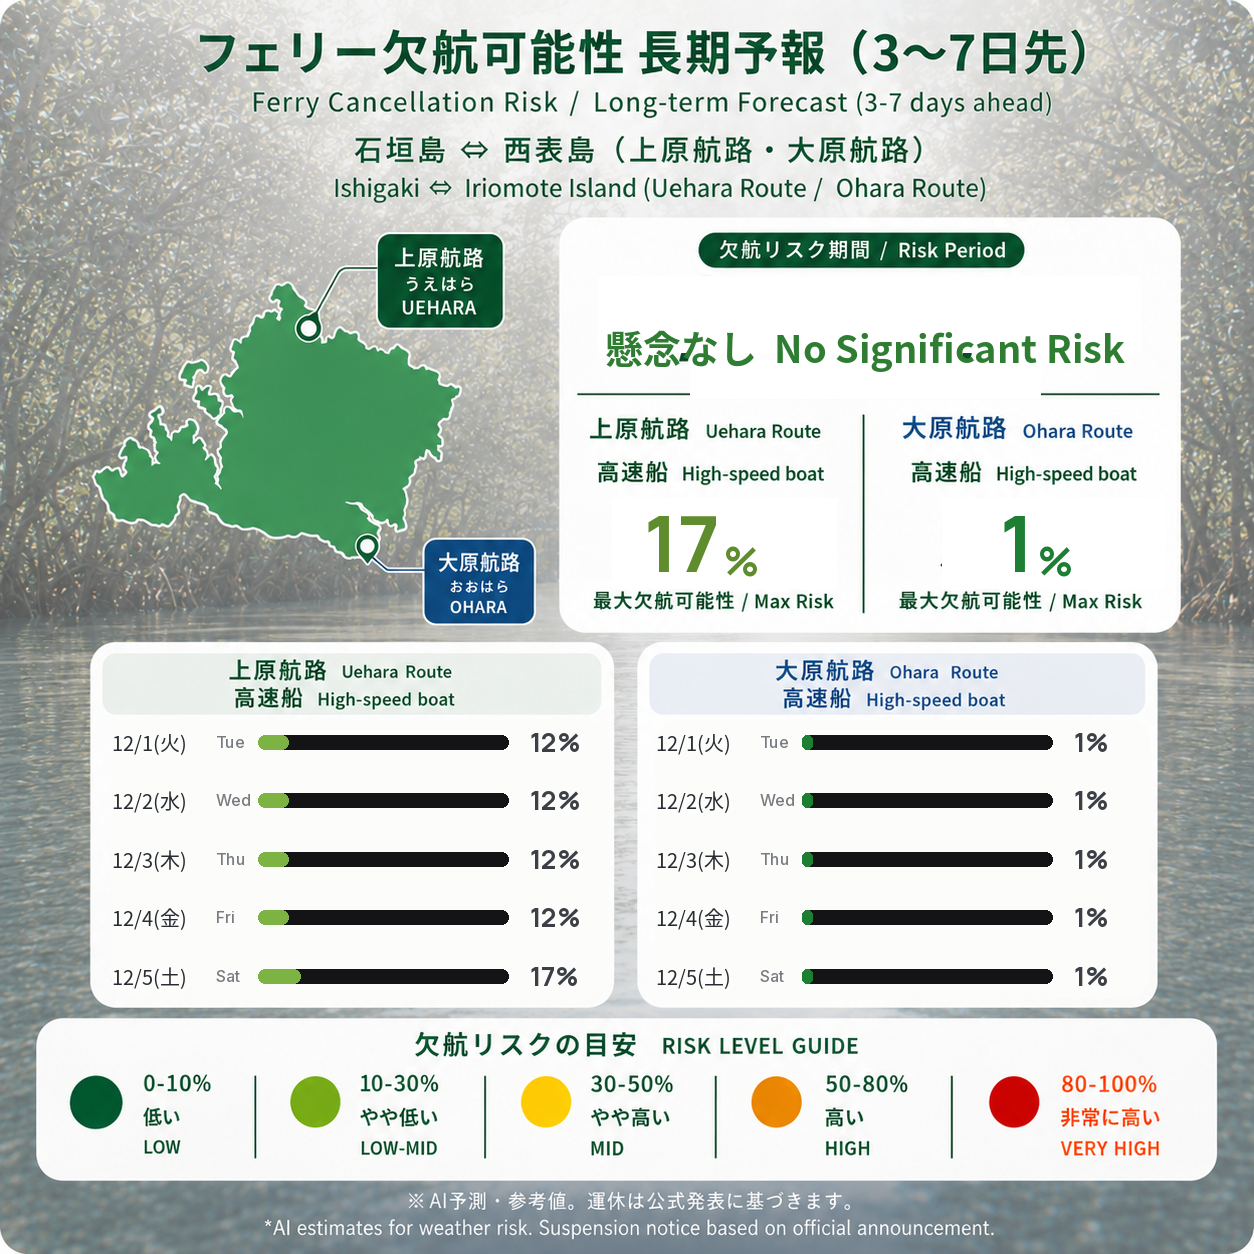 フェリー欠航可能性 長期予報（3～7日先）
Ferry Cancellation Risk / Long-term Forecast (3-7 days ahead)
石垣島 ⇔ 西表島（上原航路・大原航路）
Ishigaki ⇔ Iriomote Island (Uehara Route / Ohara Route)
上原航路
うえはら
UEHARA
大原航路
おおはら
OHARA
欠航リスク期間 / Risk Period
懸念なし No Significant Risk
上原航路 Uehara Route
高速船 High-speed boat
17%
最大欠航可能性 / Max Risk
大原航路 Ohara Route
高速船 High-speed boat
1%
最大欠航可能性 / Max Risk
上原航路 Uehara Route
高速船 High-speed boat
12/1(火) Tue 12%
12/2(水) Wed 12%
12/3(木) Thu 12%
12/4(金) Fri 12%
12/5(土) Sat 17%
大原航路 Ohara Route
高速船 High-speed boat
12/1(火) Tue 1%
12/2(水) Wed 1%
12/3(木) Thu 1%
12/4(金) Fri 1%
12/5(土) Sat 1%
欠航リスクの目安 RISK LEVEL GUIDE
0-10%
低い
LOW
10-30%
やや低い
LOW-MID
30-50%
やや高い
MID
50-80%
高い
HIGH
80-100%
非常に高い
VERY HIGH
※ AI予測・参考値。運休は公式発表に基づきます。
*AI estimates for weather risk. Suspension notice based on official announcement.